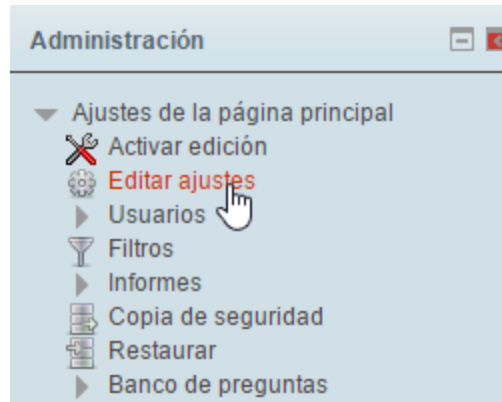 Administración
Ajustes de la página principal
Activar edición
Editar ajustes
Usuarios
Filtros
Informes
Copia de seguridad
Restaurar
Banco de preguntas